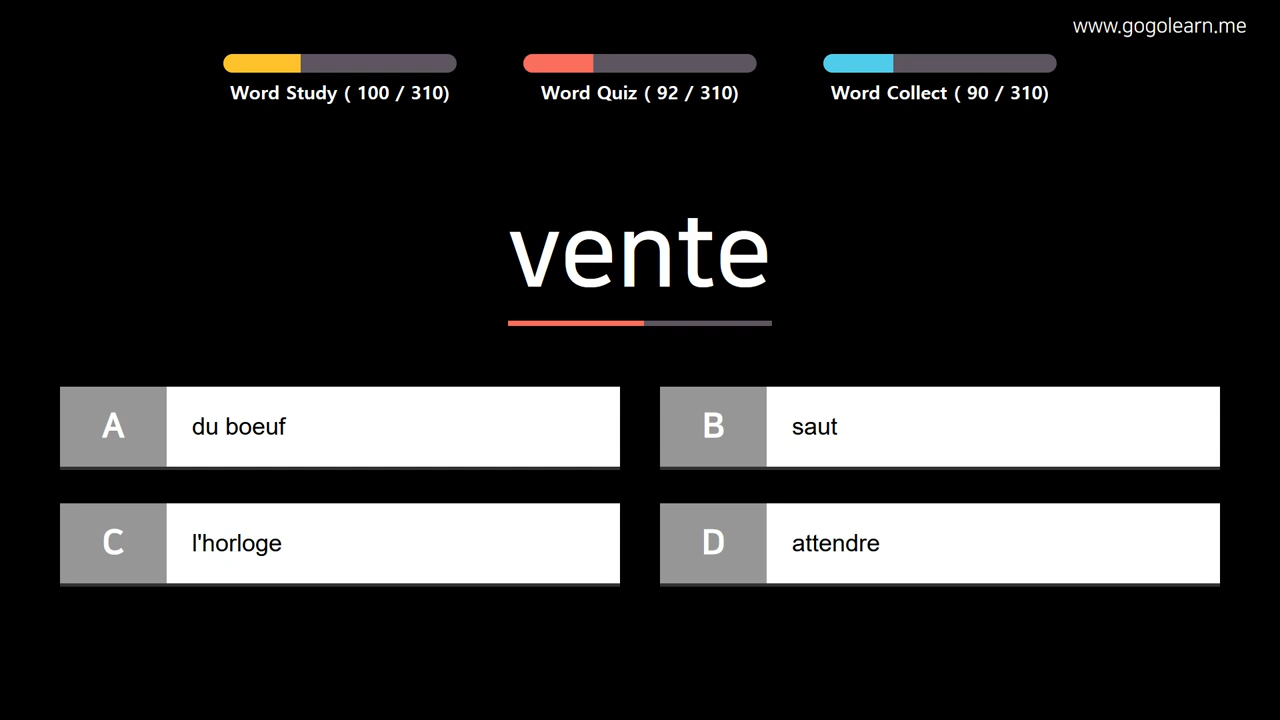 www.gogolearn.me
Word Study ( 100 / 310)
Word Quiz ( 92 / 310)
Word Collect ( 90 / 310)
vente
A du boeuf
B saut
C l'horloge
D attendre